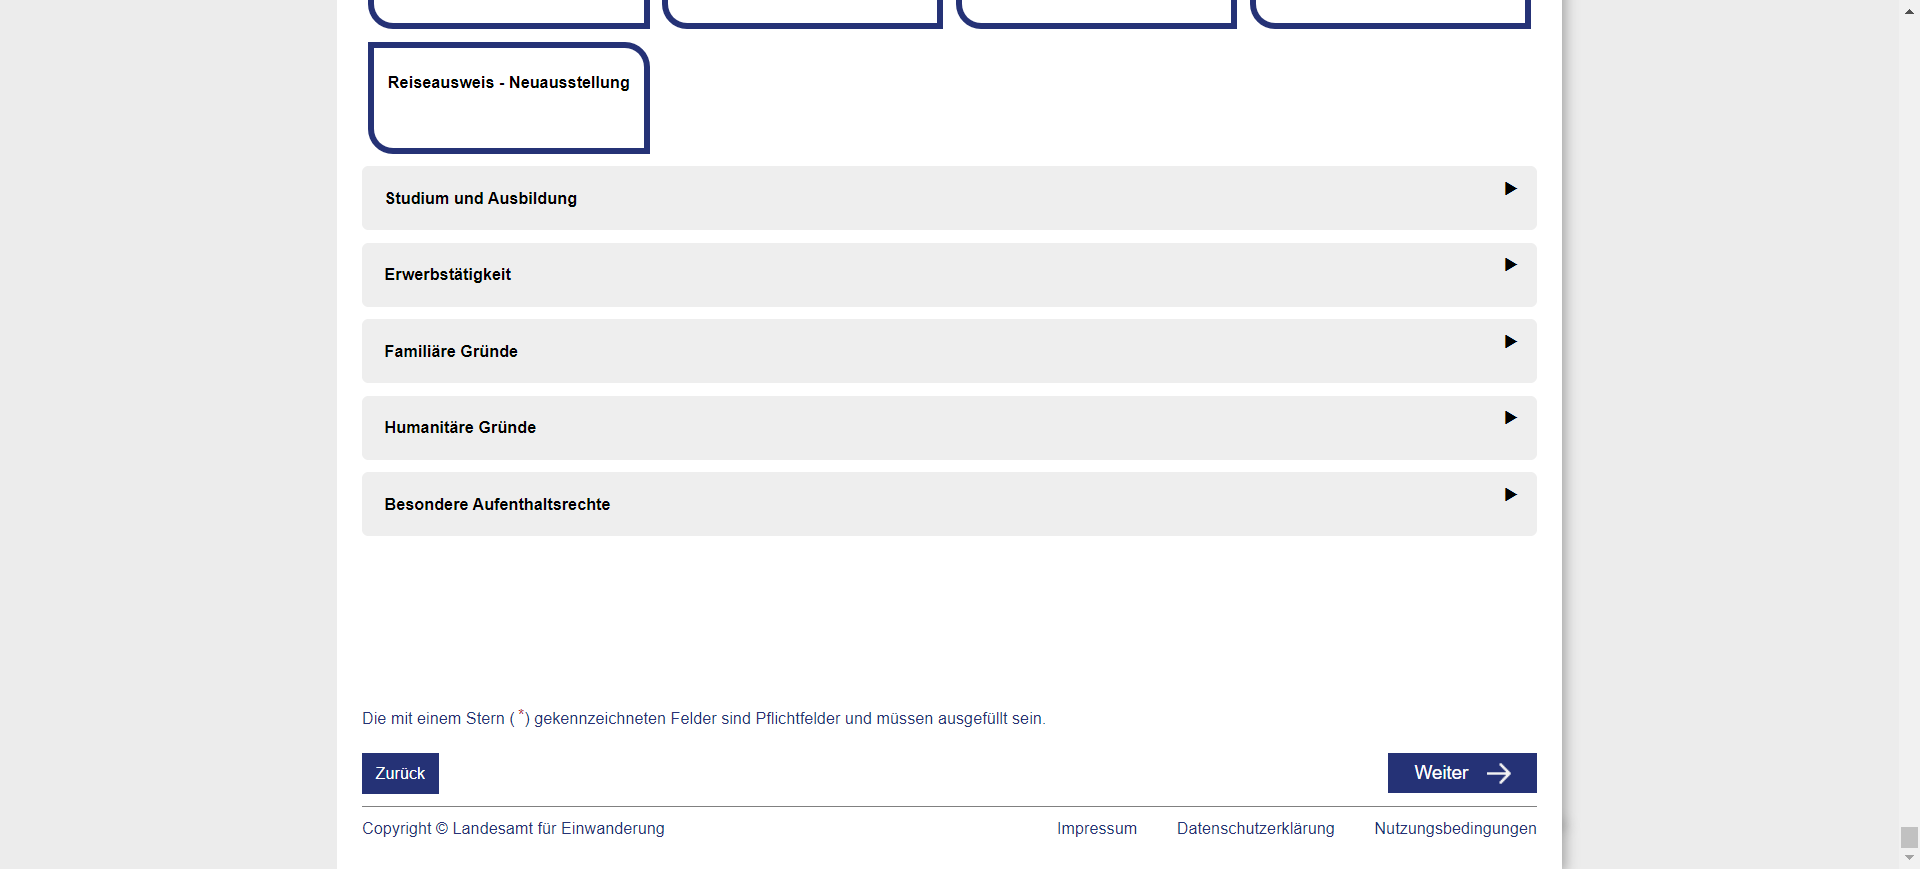 Reiseausweis - Neuausstellung
Studium und Ausbildung
Erwerbstätigkeit
Familiäre Gründe
Humanitäre Gründe
Besondere Aufenthaltsrechte
Die mit einem Stern ( *) gekennzeichneten Felder sind Pflichtfelder und müssen ausgefüllt sein.
Zurück
Weiter
Copyright © Landesamt für Einwanderung
Impressum
Datenschutzerklärung
Nutzungsbedingungen